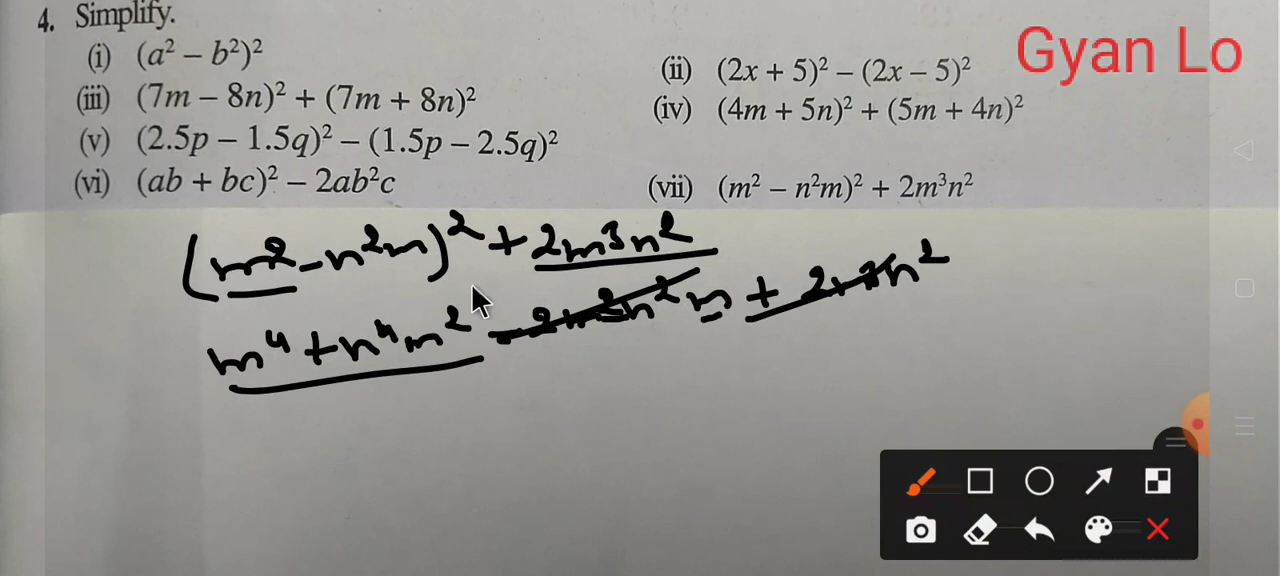 4. Simplify.
Gyan Lo
(i) (a² – b²)²
(ii) (2x + 5)² – (2x – 5)²
(iii) (7m – 8n)² + (7m + 8n)²
(iv) (4m + 5n)² + (5m + 4n)²
(v) (2.5p – 1.5q)² – (1.5p – 2.5q)²
(vi) (ab + bc)² – 2ab²c
(vii) (m² – n²m)² + 2m³n²
(m² - n²m)² + 2m³n²
m⁴ + n⁴m² - 2m²n²m + 2m³n²